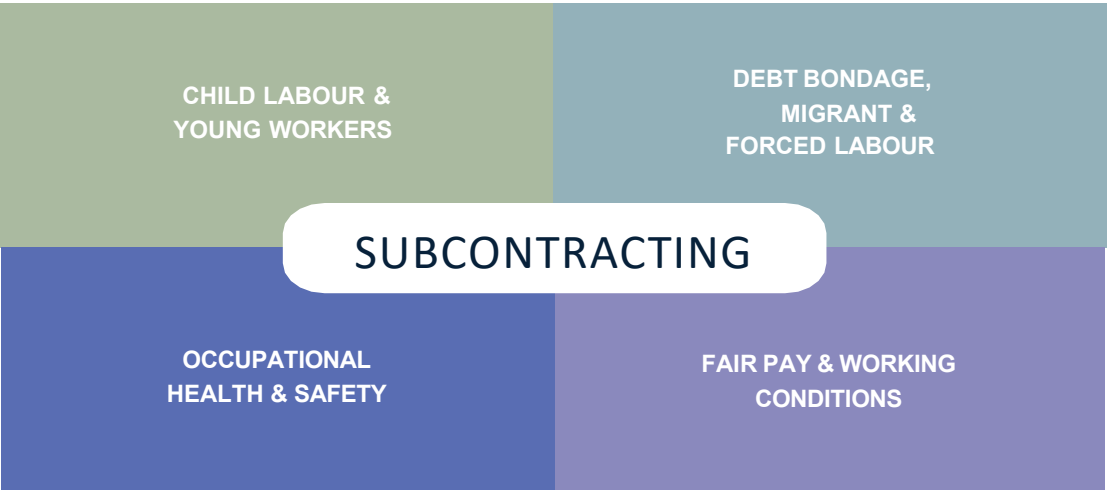 CHILD LABOUR &
YOUNG WORKERS
DEBT BONDAGE,
MIGRANT &
FORCED LABOUR
SUBCONTRACTING
OCCUPATIONAL
HEALTH & SAFETY
FAIR PAY & WORKING
CONDITIONS